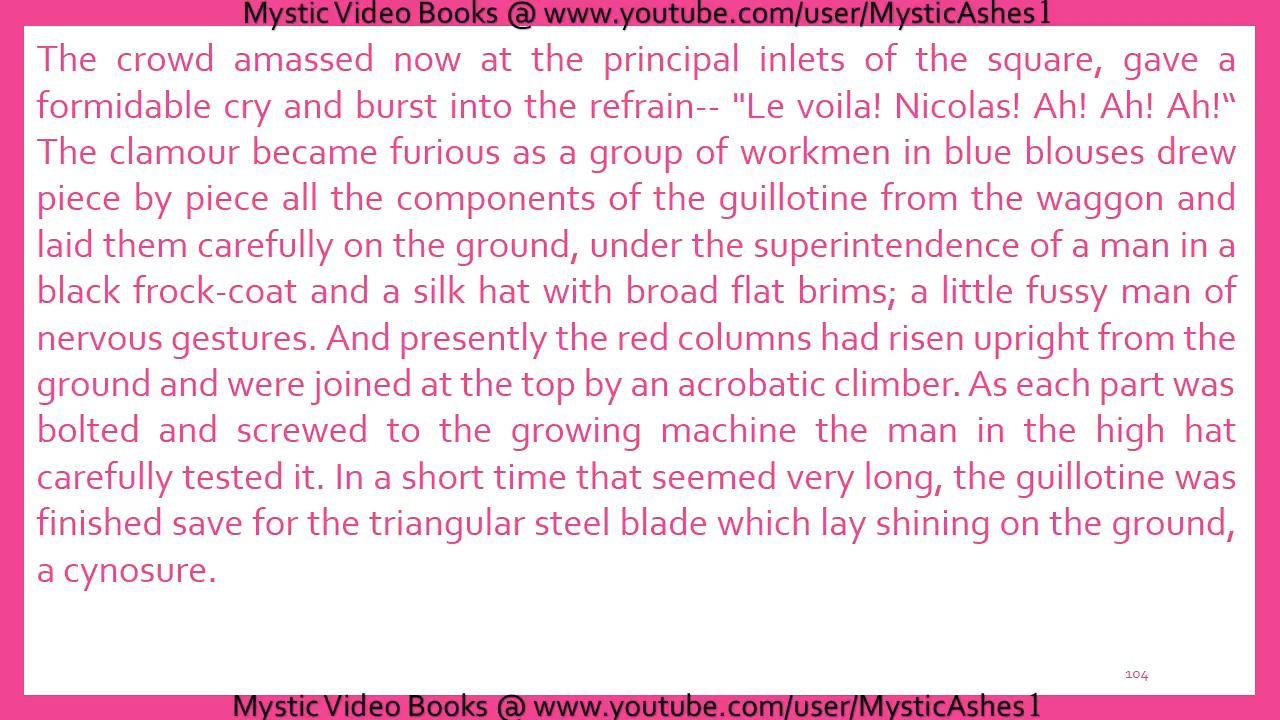 Mystic Video Books @ www.youtube.com/user/MysticAshes1
The crowd amassed now at the principal inlets of the square, gave a
formidable cry and burst into the refrain-- "Le voila! Nicolas! Ah! Ah! Ah!“
The clamour became furious as a group of workmen in blue blouses drew
piece by piece all the components of the guillotine from the waggon and
laid them carefully on the ground, under the superintendence of a man in a
black frock-coat and a silk hat with broad flat brims; a little fussy man of
nervous gestures. And presently the red columns had risen upright from the
ground and were joined at the top by an acrobatic climber. As each part was
bolted and screwed to the growing machine the man in the high hat
carefully tested it. In a short time that seemed very long, the guillotine was
finished save for the triangular steel blade which lay shining on the ground,
a cynosure.
104
Mystic Video Books @ www.youtube.com/user/MysticAshes1